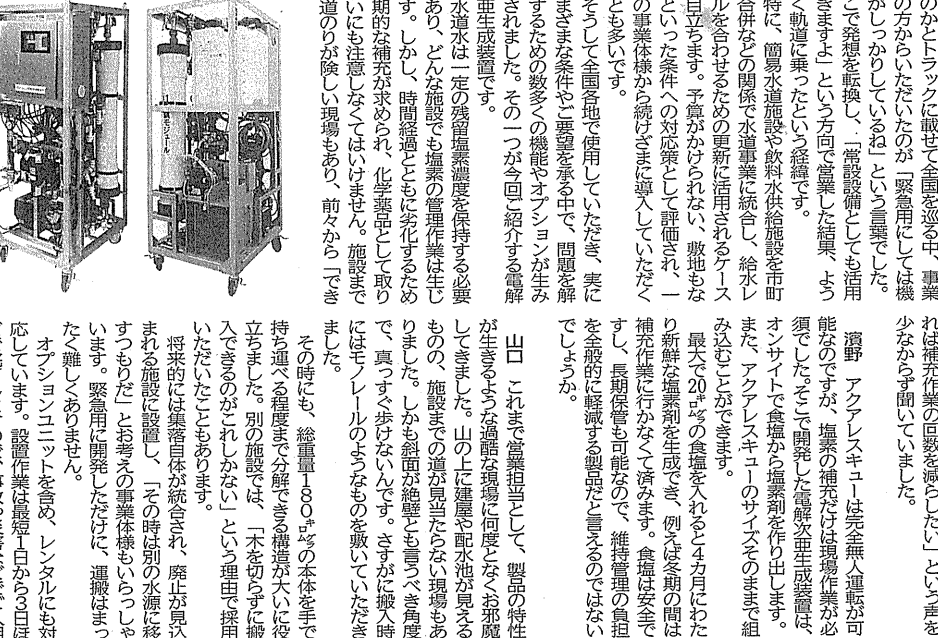 のかとトラックに載せて全国を巡る中、事業
の方からいただいたのが「緊急用にしては機
がしっかりしているね」という言葉でした。
こで発想を転換し、「常設設備としても活用
きますよ」という方向で営業した結果、よう
く軌道に乗ったという経緯です。
特に、簡易水道施設や飲料水供給施設を市町
合併などの関係で水道事業に統合し、給水レ
ルを合わせるための更新に活用されるケース
目立ちます。予算がかけられない、敷地もな
といった条件への対応策として評価され、一
の事業体様から続けざまに導入していただく
とも多いです。
そうして全国各地で使用していただき、実に
まざまな条件やご要望を承る中で、問題を解
するための数多くの機能やオプションが生み
されました。その一つが今回ご紹介する電解
亜生成装置です。
水道水は一定の残留塩素濃度を保持する必要
あり、どんな施設でも塩素の管理作業は生じ
す。しかし、時間経過とともに劣化するため
期的な補充が求められ、化学薬品として取り
いにも注意しなくてはいけません。施設まで
道のりが険しい現場もあり、前々から「でき
れば補充作業の回数を減らしたい」という声を
少なからず聞いていました。
濱野 アクアレスキューは完全無人運転が可
能なのですが、塩素の補充だけは現場作業が必
須でした。そこで開発した電解次亜生成装置は、
オンサイトで食塩から塩素剤を作り出します。
また、アクアレスキューのサイズそのままで組
み込むことができます。
最大で20㌔㌘の食塩を入れると4カ月にわた
り新鮮な塩素剤を生成でき、例えば冬期の間は
補充作業に行かなくて済みます。食塩は安全で
すし、長期保管も可能なので、維持管理の負担
を全般的に軽減する製品だと言えるのではない
でしょうか。
山口 これまで営業担当として、製品の特性
が生きるような過酷な現場に何度となくお邪魔
してきました。山の上に建屋や配水池が見える
ものの、施設までの道が見当たらない現場もあ
りました。しかも斜面が絶壁とも言うべき角度
で、真っすぐ歩けないんです。さすがに搬入時
にはモノレールのようなものを敷いていただき
ました。
その時にも、総重量180㌔㌘の本体を手で
持ち運べる程度まで分解できる構造が大いに役
立ちました。別の施設では、「木を切らずに搬
入できるのがこれしかない」という理由で採用
いただいたこともあります。
将来的には集落自体が統合され、廃止が見込
まれる施設に設置し、「その時は別の水源に移
すつもりだ」とお考えの事業体様もいらっしゃ
います。緊急用に開発しただけに、運搬はまっ
たく難しくありません。
オプションユニットを含め、レンタルにも対
応しています。設置作業は最短1日から3日ほ